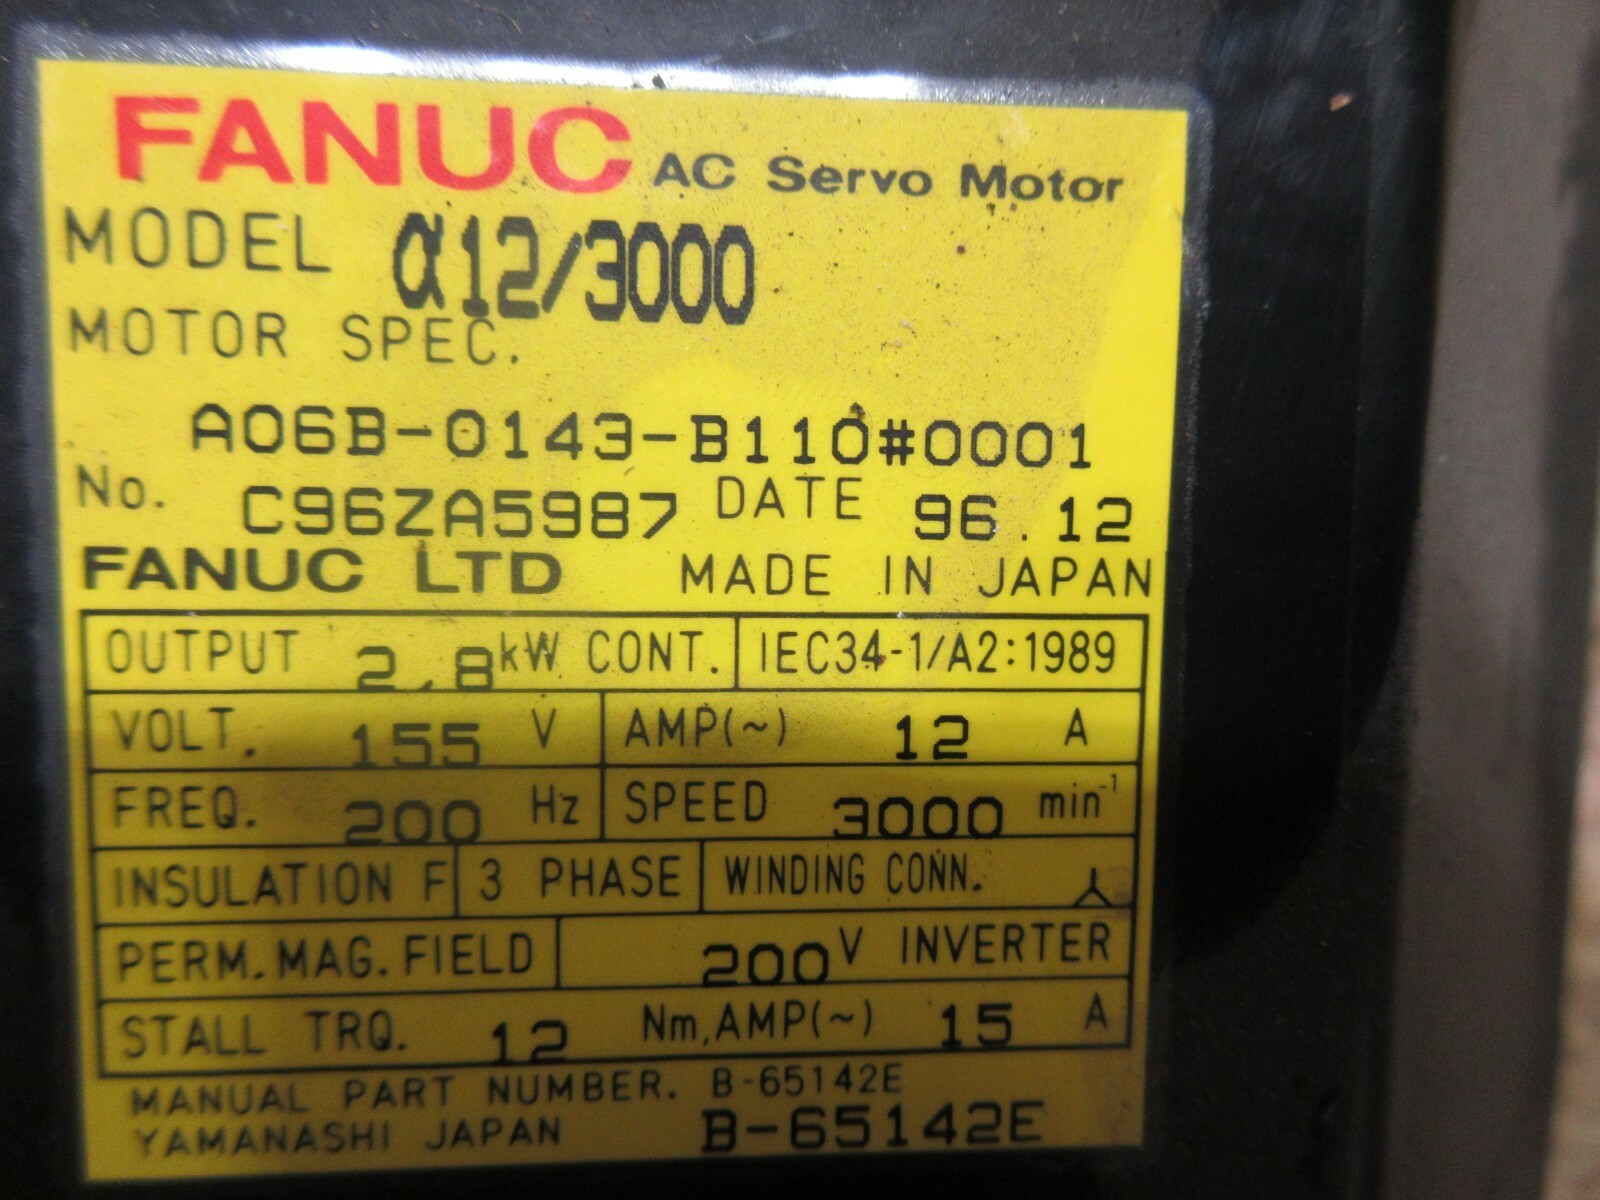 FANUC AC Servo Motor
MODEL α12/3000
MOTOR SPEC.
A06B-0143-B110#0001
No. C96ZA5987 DATE 96.12
FANUC LTD MADE IN JAPAN
OUTPUT 2.8kW CONT. IEC34-1/A2:1989
VOLT. 155 V AMP(~) 12 A
FREQ. 200 Hz SPEED 3000 min⁻¹
INSULATION F 3 PHASE WINDING CONN.
PERM.MAG.FIELD 200V INVERTER
STALL TRQ. 12 Nm,AMP(~) 15 A
MANUAL PART NUMBER. B-65142E
YAMANASHI JAPAN B-65142E